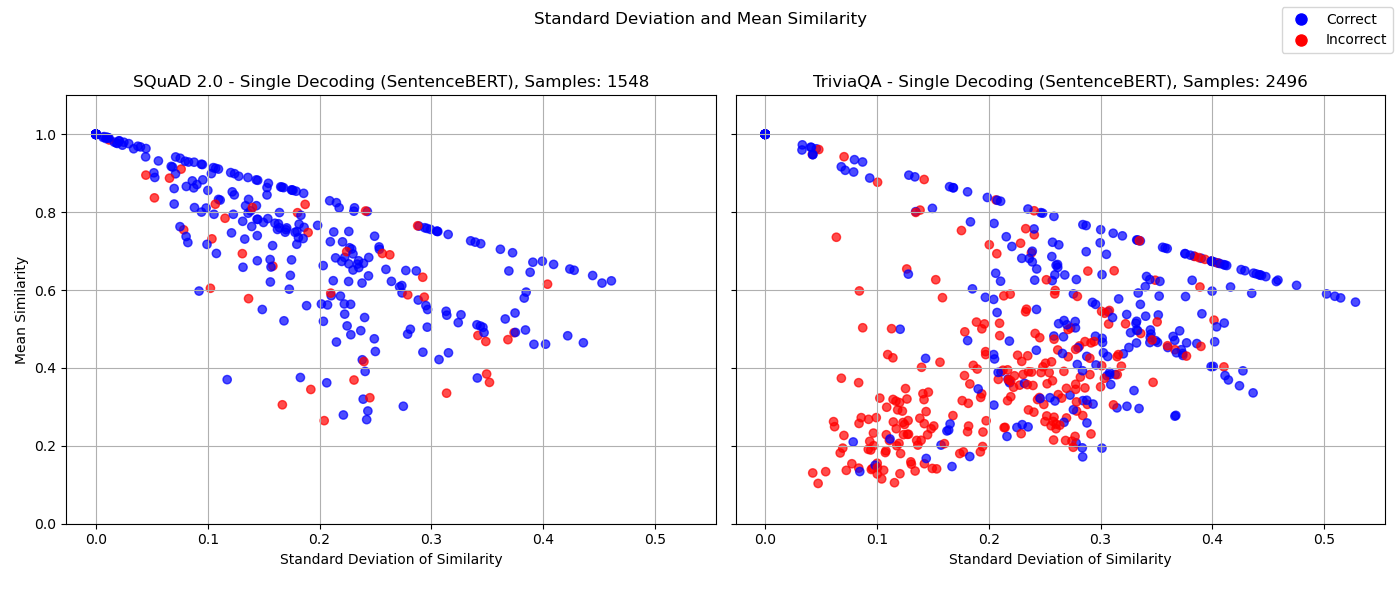 Standard Deviation and Mean Similarity
Correct
Incorrect
SQuAD 2.0 - Single Decoding (SentenceBERT), Samples: 1548
1.0
0.8
0.6
0.4
0.2
0.0
Mean Similarity
0.0 0.1 0.2 0.3 0.4 0.5
Standard Deviation of Similarity
TriviaQA - Single Decoding (SentenceBERT), Samples: 2496
0.0 0.1 0.2 0.3 0.4 0.5
Standard Deviation of Similarity